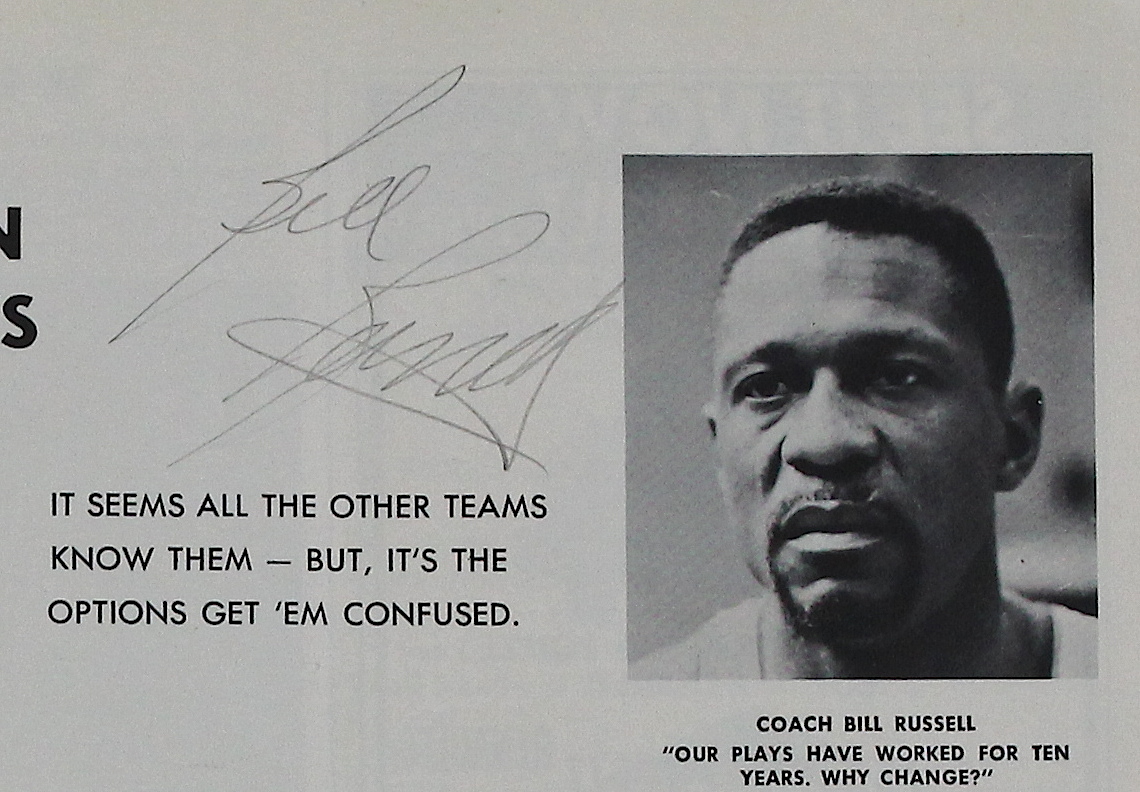 N
S
Bill
Russell
IT SEEMS ALL THE OTHER TEAMS
KNOW THEM — BUT, IT'S THE
OPTIONS GET 'EM CONFUSED.
COACH BILL RUSSELL
"OUR PLAYS HAVE WORKED FOR TEN
YEARS. WHY CHANGE?"